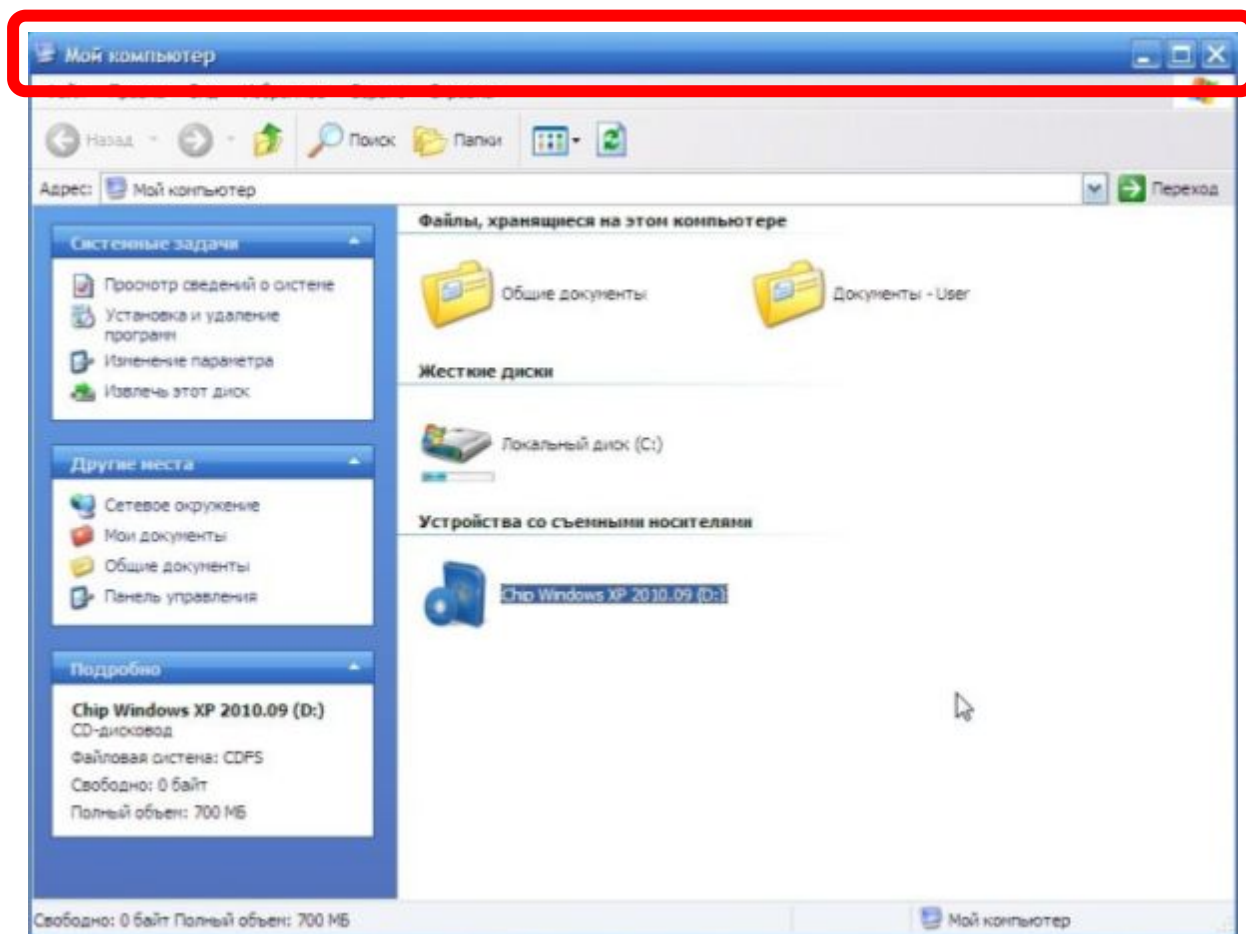 Мой компьютер
Назад
Поиск
Папки
Адрес:
Мой компьютер
Переход
Системные задачи
Просмотр сведений о системе
Установка и удаление
программ
Изменение параметра
Извлечь этот диск
Другие места
Сетевое окружение
Мои документы
Общие документы
Панель управления
Подробно
Chip Windows XP 2010.09 (D:)
CD-дисковод
Файловая система: CDFS
Свободно: 0 байт
Полный объем: 700 МБ
Файлы, хранящиеся на этом компьютере
Общие документы
Документы - User
Жесткие диски
Локальный диск (C:)
Устройства со съемными носителями
Chip Windows XP 2010.09 (D:)
Свободно: 0 байт Полный объем: 700 МБ
Мой компьютер